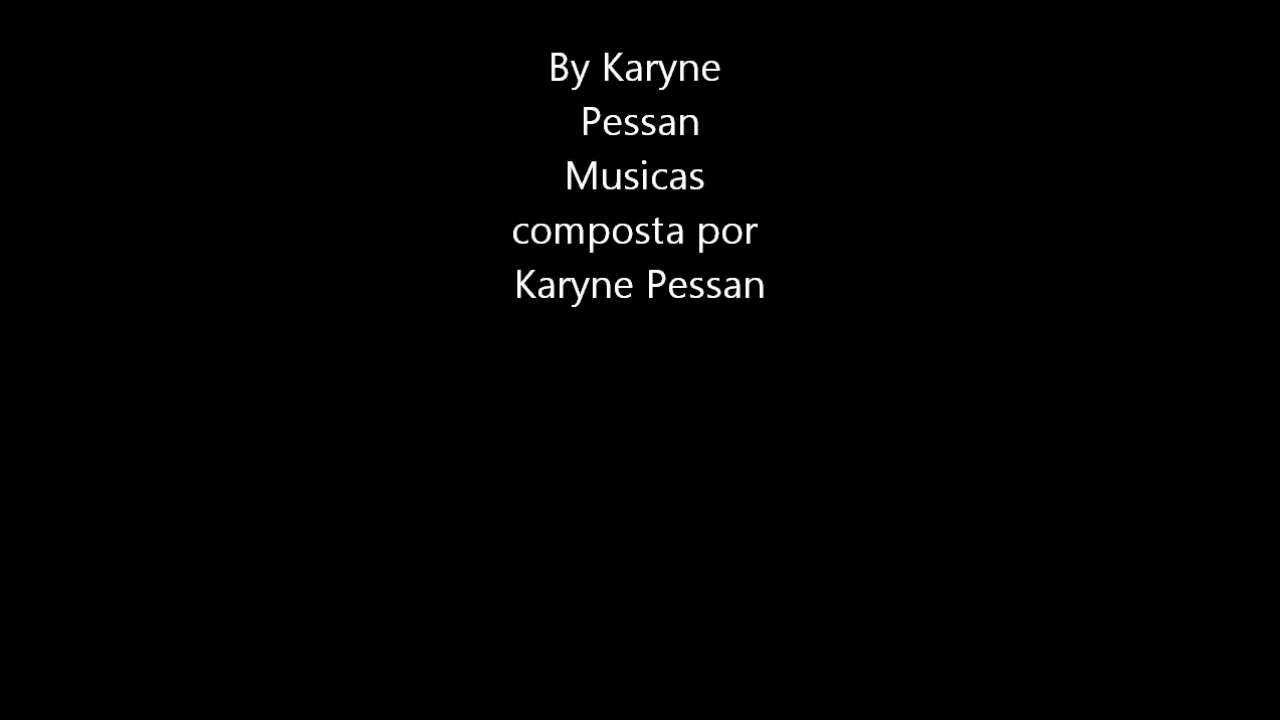 By Karyne
Pessan
Musicas
composta por
Karyne Pessan